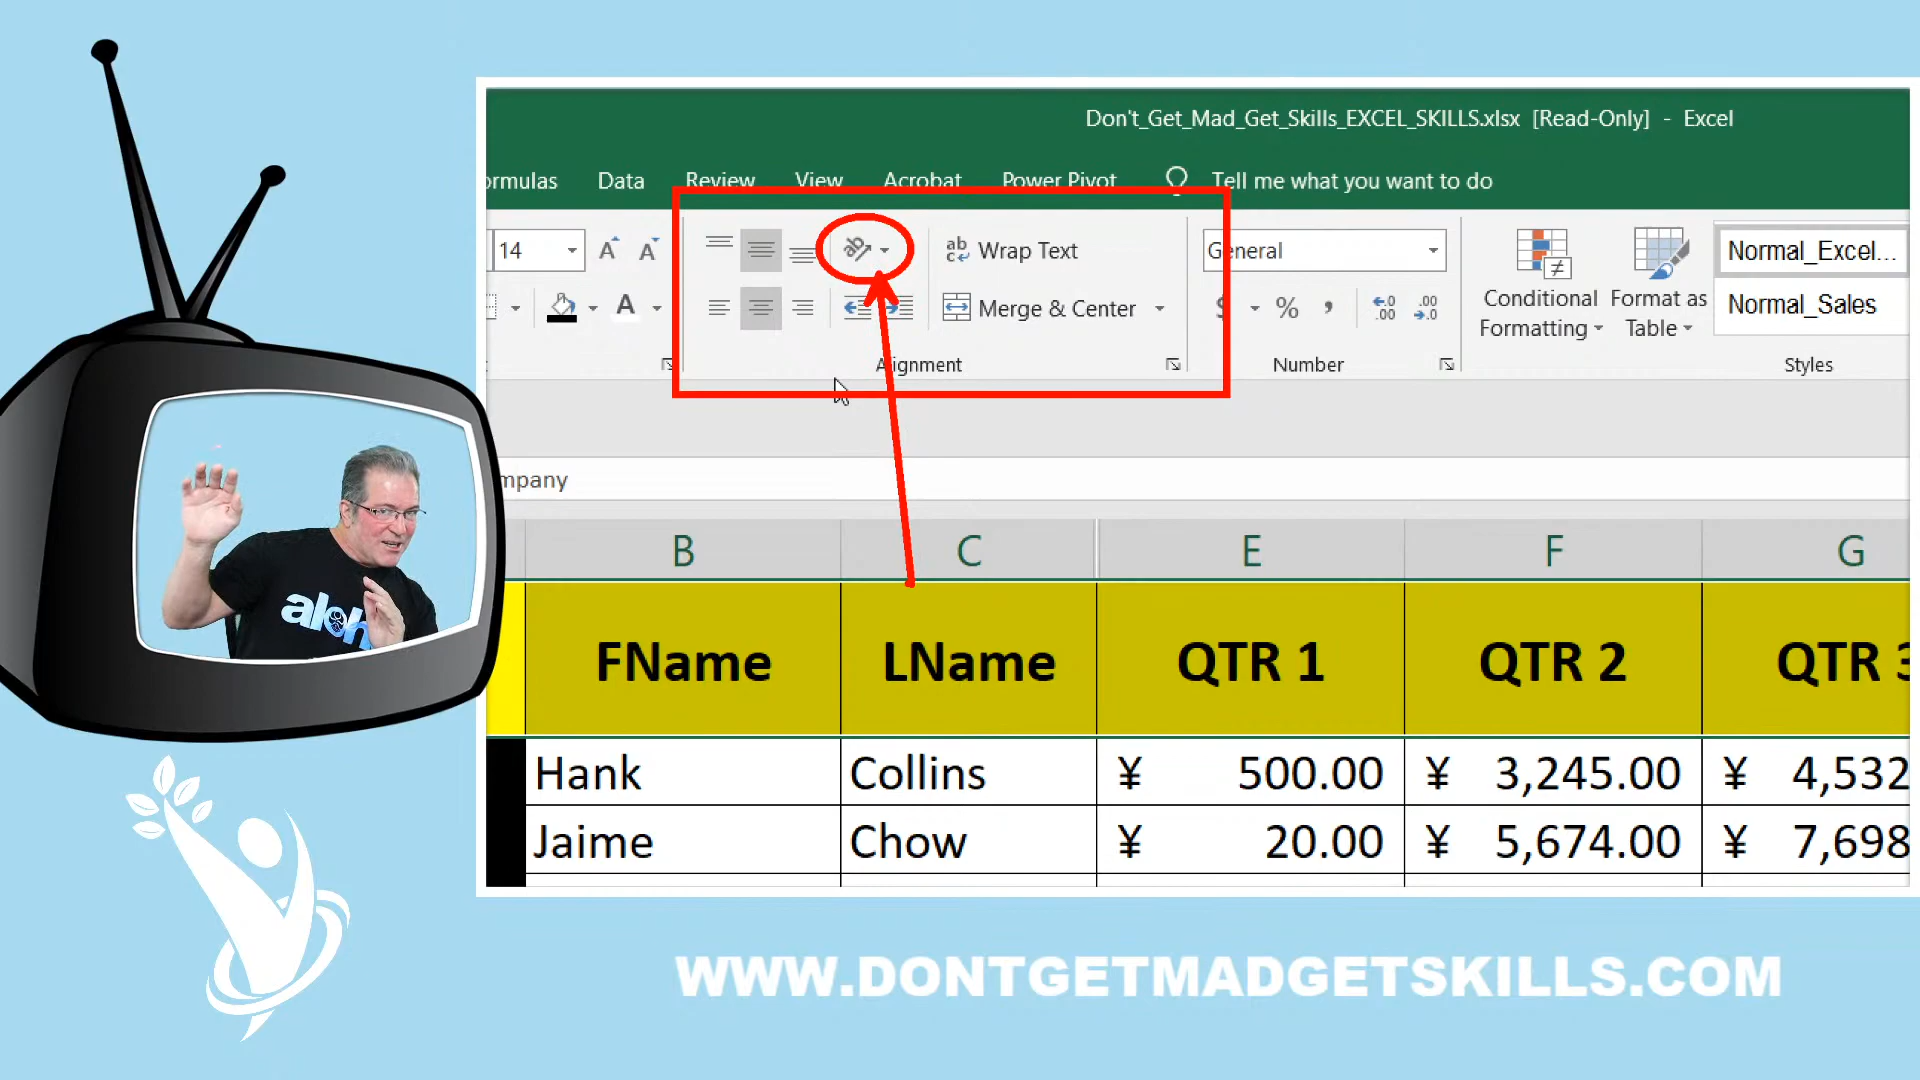 Don't_Get_Mad_Get_Skills_EXCEL_SKILLS.xlsx [Read-Only] - Excel
ormulas Data Review View Acrobat Power Pivot Tell me what you want to do
14 A A ab Wrap Text General Normal_Excel...
A Merge & Center $ % , Conditional Formatting Format as Table Normal_Sales
Alignment Number Styles
mpany
B C E F G
FName LName QTR 1 QTR 2 QTR 3
Hank Collins ¥ 500.00 ¥ 3,245.00 ¥ 4,532
Jaime Chow ¥ 20.00 ¥ 5,674.00 ¥ 7,698
aloh
WWW.DONTGETMADGETSKILLS.COM